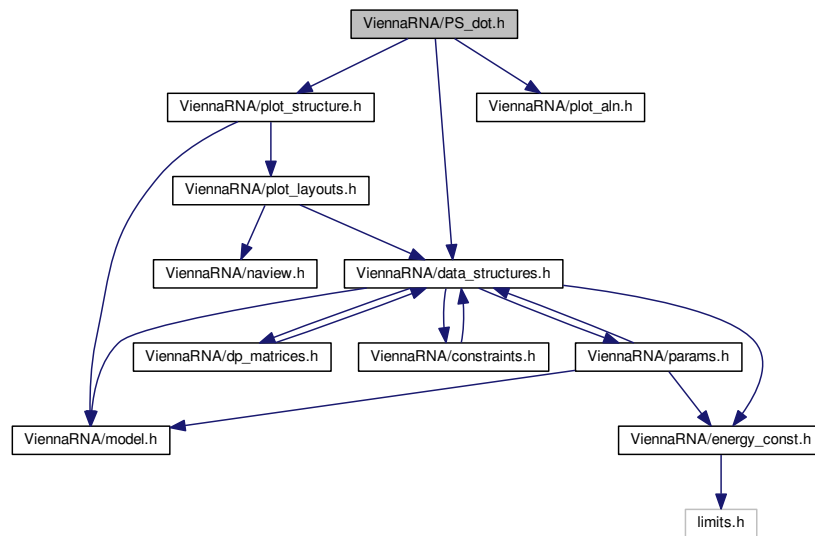 ViennaRNA/PS_dot.h
ViennaRNA/plot_structure.h
ViennaRNA/plot_aln.h
ViennaRNA/plot_layouts.h
ViennaRNA/naview.h
ViennaRNA/data_structures.h
ViennaRNA/dp_matrices.h
ViennaRNA/constraints.h
ViennaRNA/params.h
ViennaRNA/model.h
ViennaRNA/energy_const.h
limits.h